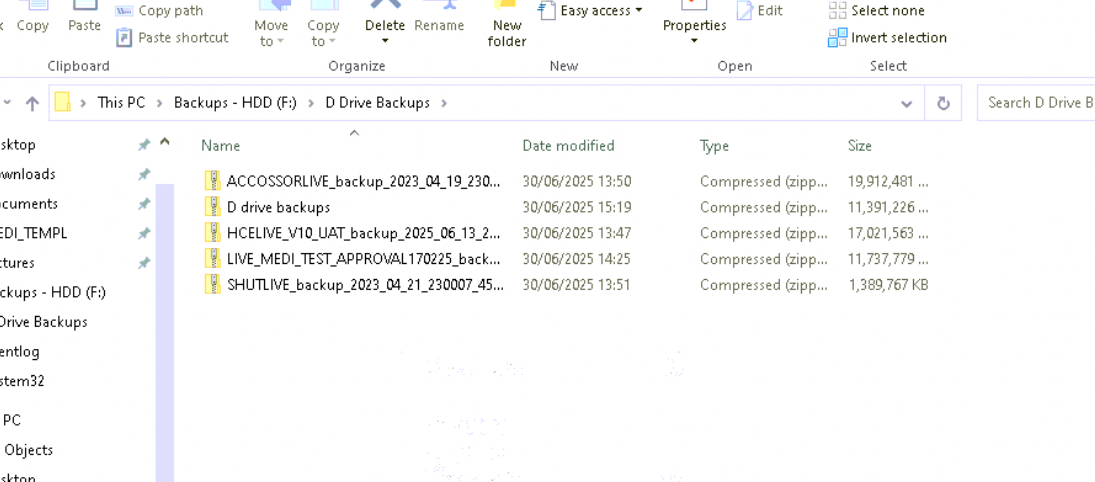 Copy
Paste
Copy path
Paste shortcut
Move to
Copy to
Delete
Rename
New folder
Easy access
Properties
Edit
Select none
Invert selection
Clipboard
Organize
New
Open
Select
This PC > Backups - HDD (F:) > D Drive Backups >
Search D Drive B
sktop
wnloads
cuments
EDI_TEMPL
tures
ckups - HDD (F:)
Drive Backups
entlog
stem32
PC
Objects
sktop
Name Date modified Type Size
ACCOSSORLIVE_backup_2023_04_19_230... 30/06/2025 13:50 Compressed (zipp... 19,912,481 ...
D drive backups 30/06/2025 15:19 Compressed (zipp... 11,391,226 ...
HCELIVE_V10_UAT_backup_2025_06_13_2... 30/06/2025 13:47 Compressed (zipp... 17,021,563 ...
LIVE_MEDI_TEST_APPROVAL170225_back... 30/06/2025 14:25 Compressed (zipp... 11,737,779 ...
SHUTLIVE_backup_2023_04_21_230007_45... 30/06/2025 13:51 Compressed (zipp... 1,389,767 KB